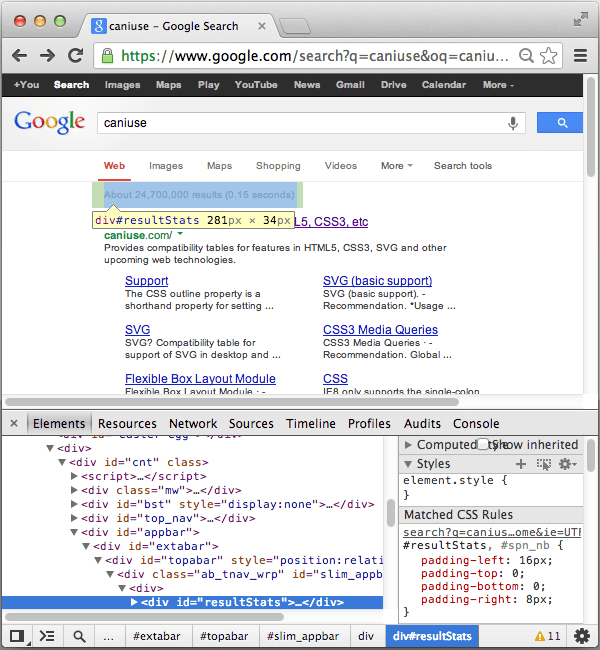 caniuse - Google Search
https://www.google.com/search?q=caniuse&oq=caniu...
+You Search Images Maps Play YouTube News Gmail Drive Calendar More
Google caniuse
Web Images Maps Shopping Videos More Search tools
About 24,700,000 results (0.15 seconds)
div#resultStats 281px × 34px L5, CSS3, etc
caniuse.com/
Provides compatibility tables for features in HTML5, CSS3, SVG and other
upcoming web technologies.
Support SVG (basic support)
The CSS outline property is a SVG (basic support). -
shorthand property for setting ... Recommendation. *Usage ...
SVG CSS3 Media Queries
SVG? Compatibility table for CSS3 Media Queries · -
support of SVG in desktop and ... Recommendation. Global ...
Flexible Box Layout Module CSS
Flexible Box Layout Module IE8 only supports the single-colon
Elements Resources Network Sources Timeline Profiles Audits Console
<div id="easter-egg"></div>
<div>
<div id="cnt" class>
<script>…</script>
<div class="mw">…</div>
<div id="bst" style="display:none">…</div>
<div id="top_nav">…</div>
<div id="appbar">
<div id="extabar">
<div id="topabar" style="position:relati
<div class="ab_tnav_wrp" id="slim_appb
<div>
<div id="resultStats">…</div>
Computed Style Show inherited
Styles
element.style {
}
Matched CSS Rules
search?q=canius…ome&ie=UTF
#resultStats, #spn_nb {
padding-left: 16px;
padding-top: 0;
padding-bottom: 0;
padding-right: 8px;
}
... #extabar #topabar #slim_appbar div div#resultStats 11